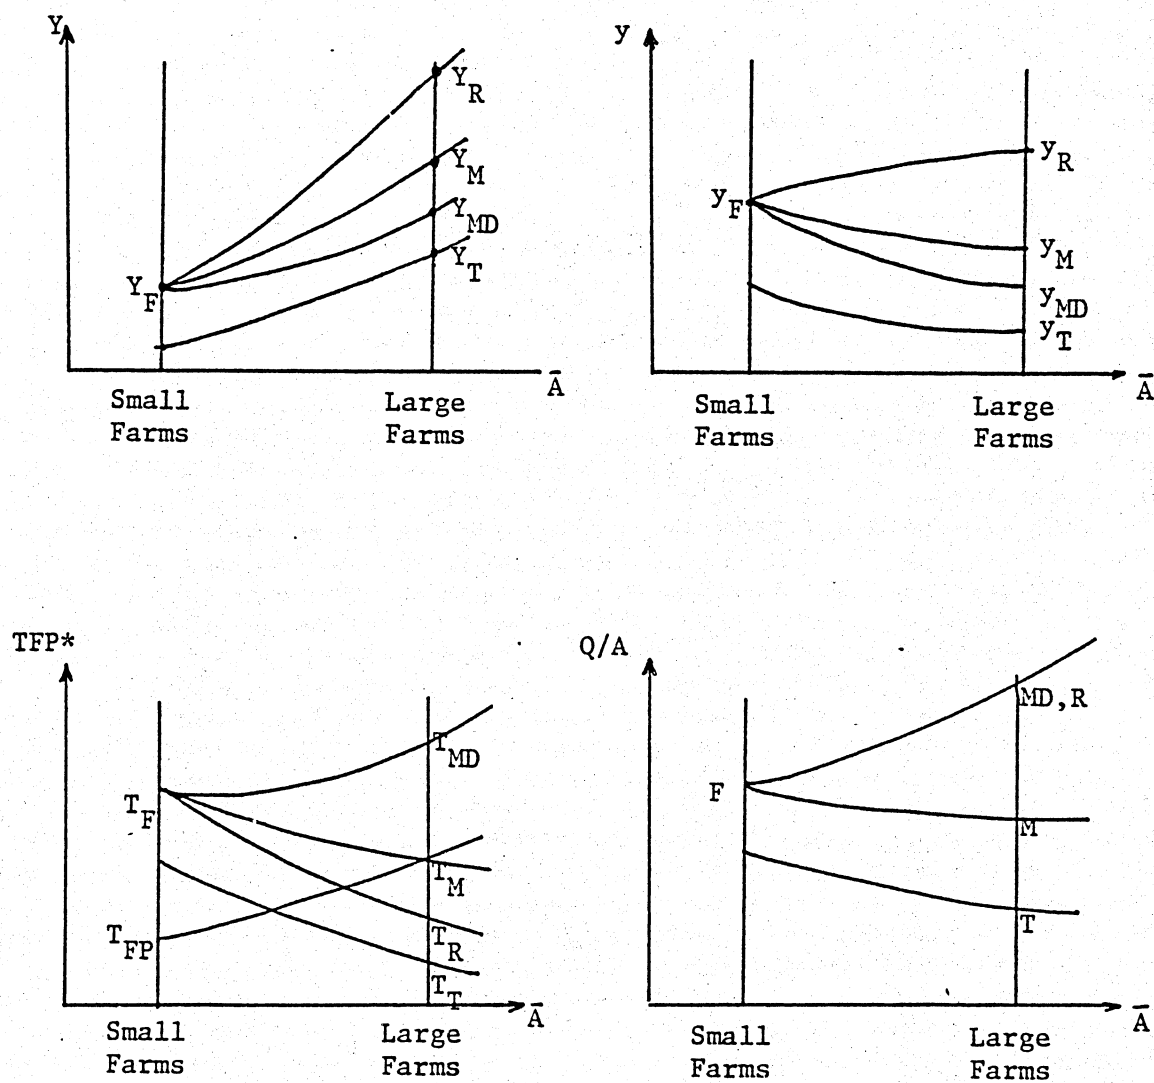 Y
Y_R
Y_M
Y_MD
Y_T
Y_F
Ā
Small Farms
Large Farms
y
y_R
y_F
y_M
y_MD
y_T
Ā
Small Farms
Large Farms
TFP*
T_MD
T_F
T_M
T_FP
T_R
T_T
Ā
Small Farms
Large Farms
Q/A
MD,R
F
M
T
Ā
Small Farms
Large Farms